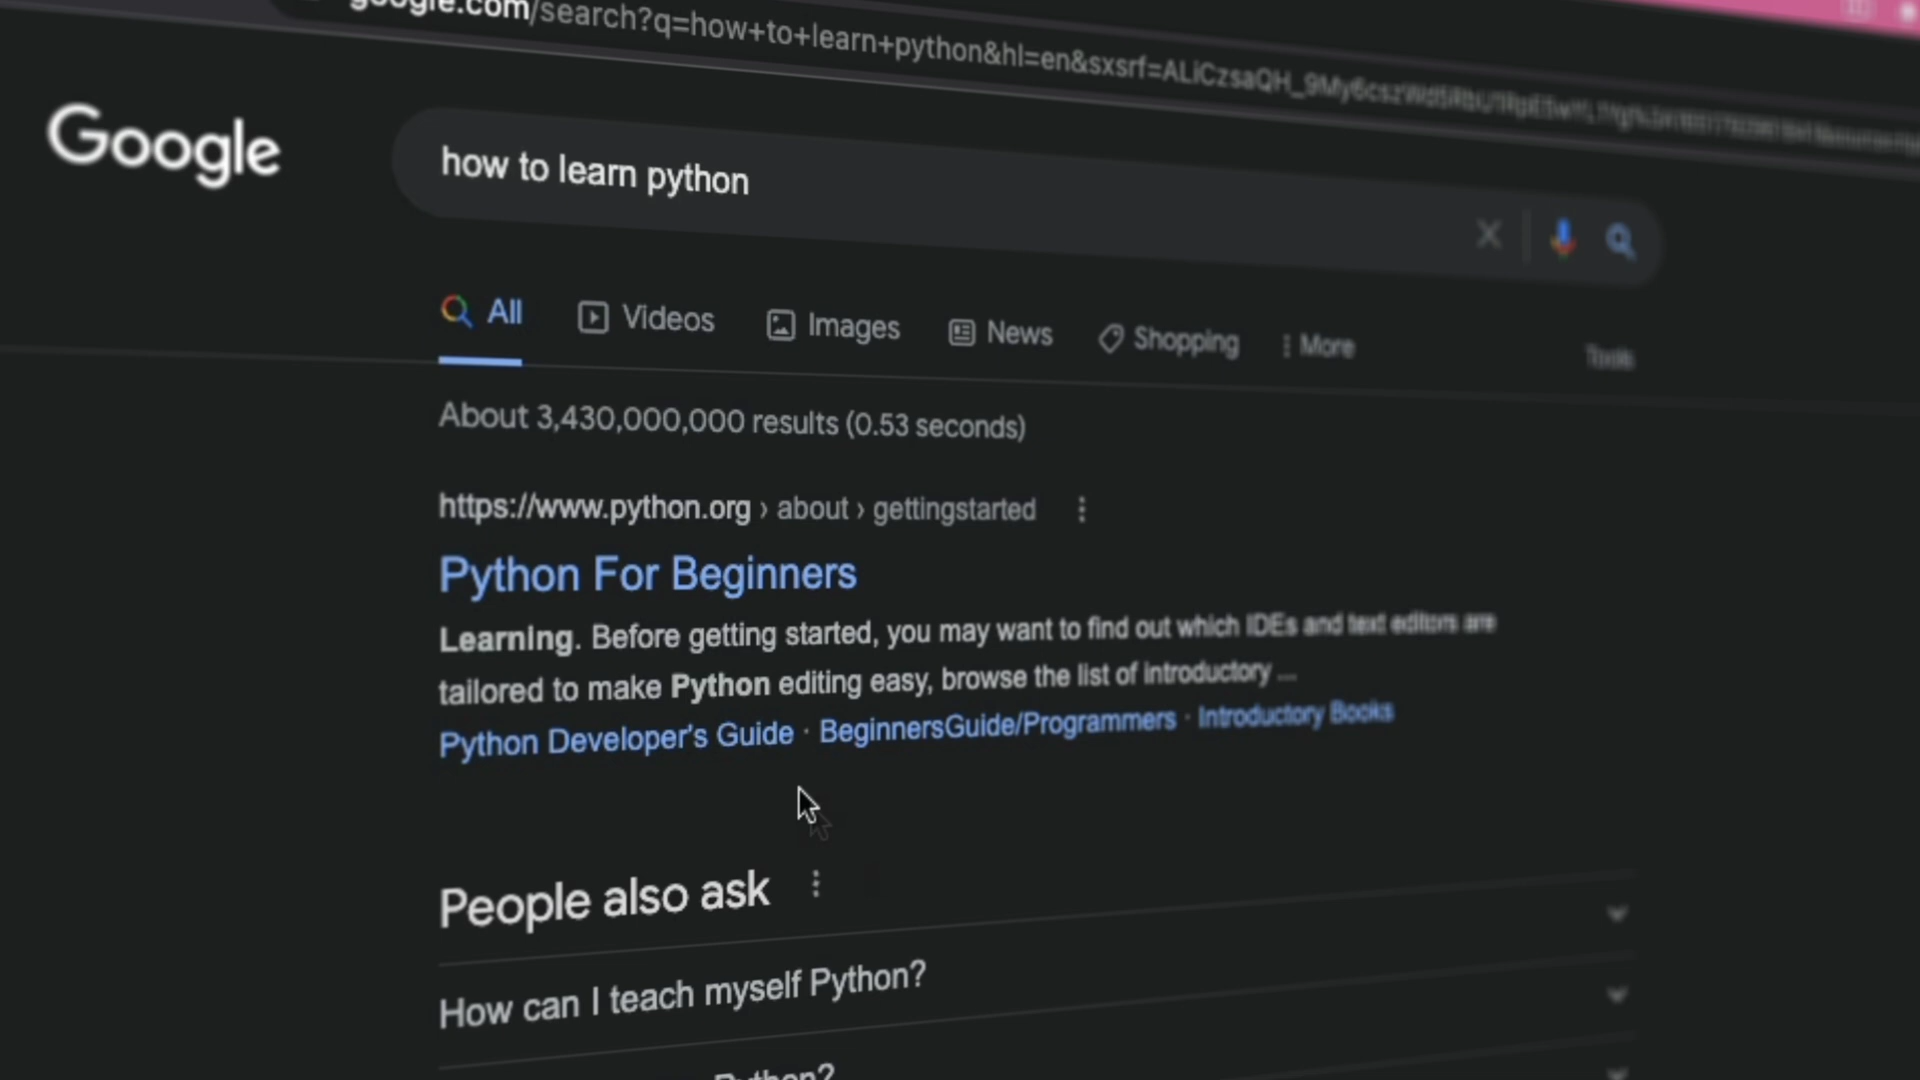 google.com/search?q=how+to+learn+python&hl=en&sxsrf=ALiCzsaQH_9My6cszWd5RbU
Google
how to learn python
All
Videos
Images
News
Shopping
More
Tools
About 3,430,000,000 results (0.53 seconds)
https://www.python.org › about › gettingstarted
Python For Beginners
Learning. Before getting started, you may want to find out which IDEs and text editors are
tailored to make Python editing easy, browse the list of introductory ...
Python Developer's Guide · BeginnersGuide/Programmers · Introductory Books
People also ask
How can I teach myself Python?
Python?